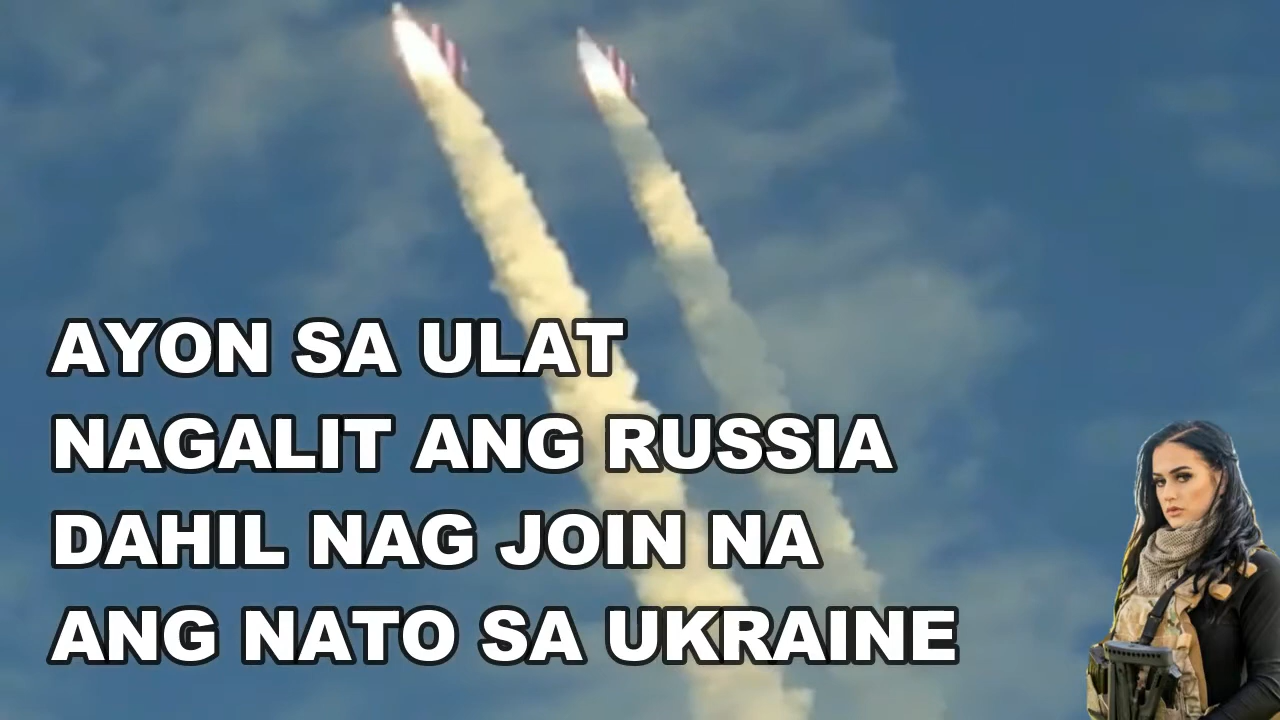 AYON SA ULAT
NAGALIT ANG RUSSIA
DAHIL NAG JOIN NA
ANG NATO SA UKRAINE